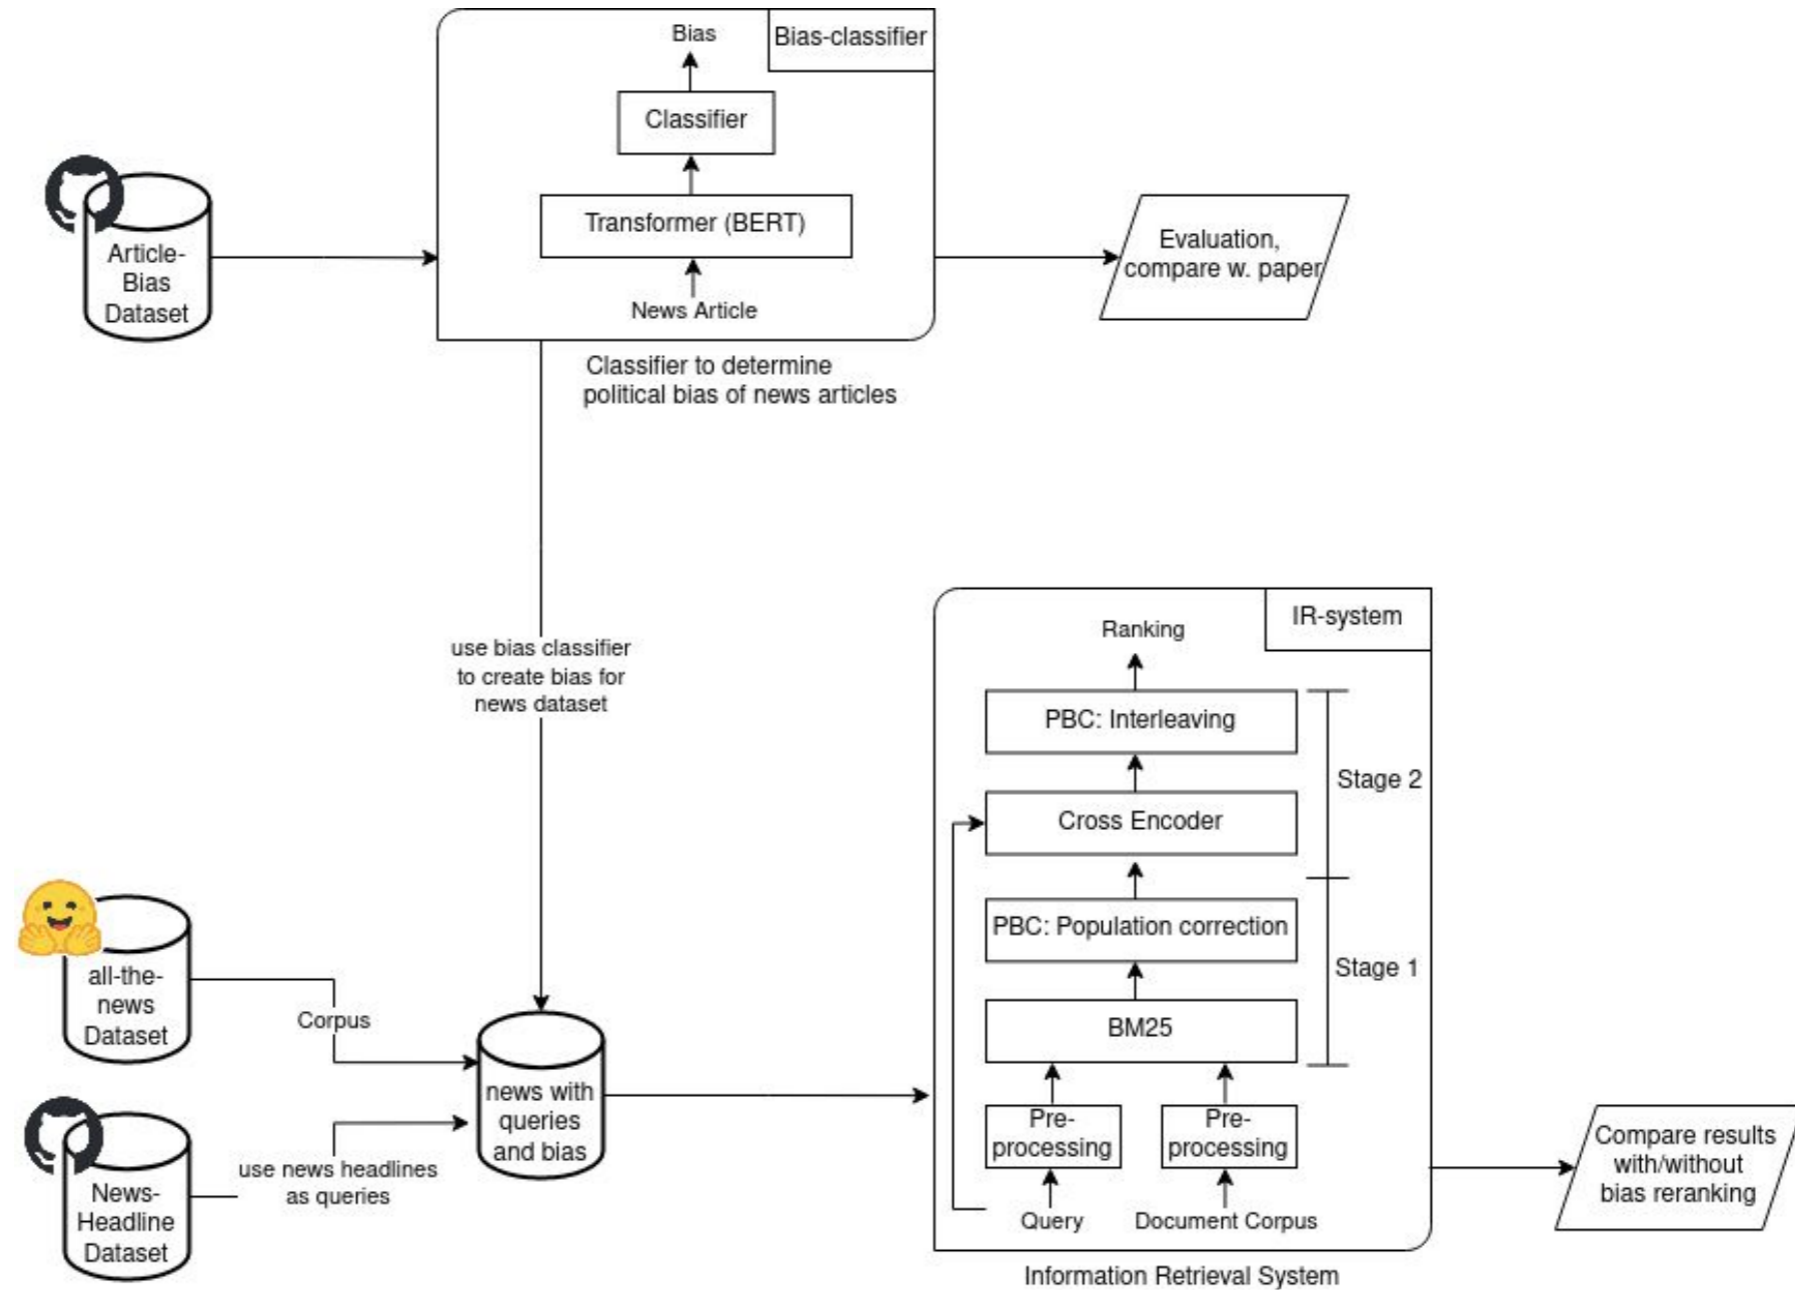 Bias
Bias-classifier
Classifier
Transformer (BERT)
News Article
Article-
Bias
Dataset
Evaluation,
compare w. paper
Classifier to determine
political bias of news articles
use bias classifier
to create bias for
news dataset
IR-system
Ranking
PBC: Interleaving
Stage 2
Cross Encoder
PBC: Population correction
Stage 1
BM25
Pre-
processing
Pre-
processing
Query
Document Corpus
Information Retrieval System
all-the-
news
Dataset
Corpus
news with
queries
and bias
use news headlines
as queries
News-
Headline
Dataset
Compare results
with/without
bias reranking